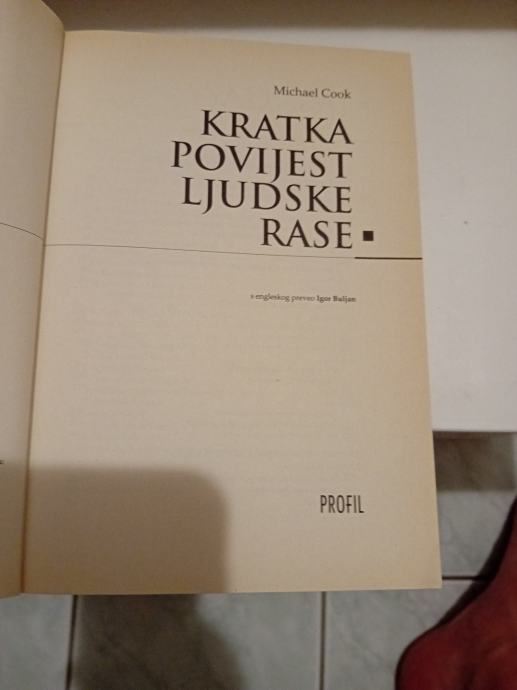 Michael Cook
KRATKA
POVIJEST
LJUDSKE
RASE
s engleskog preveo Igor Buljan
PROFIL